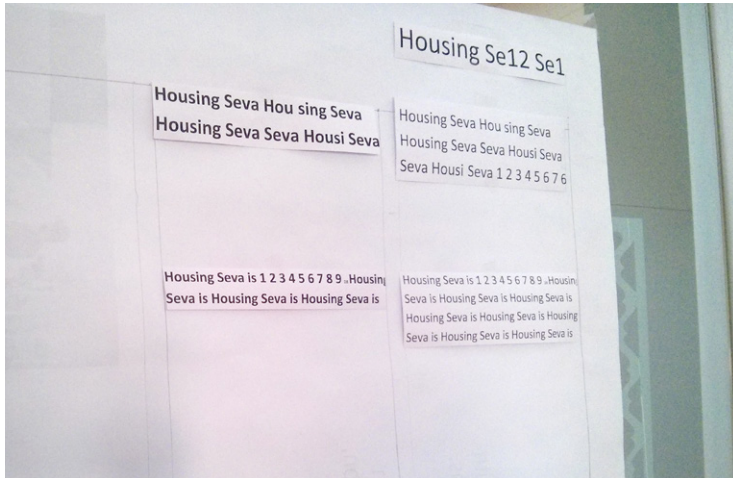 Housing Se12 Se1
Housing Seva Hou sing Seva
Housing Seva Seva Housi Seva
Housing Seva Hou sing Seva
Housing Seva Seva Housi Seva
Seva Housi Seva 1 2 3 4 5 6 7 6
Housing Seva is 1 2 3 4 5 6 7 8 9 Housing
Seva is Housing Seva is Housing Seva is
Housing Seva is 1 2 3 4 5 6 7 8 9 Housin
Seva is Housing Seva is Housing Seva is
Housing Seva is Housing Seva is Housing
Seva is Housing Seva is Housing Seva is